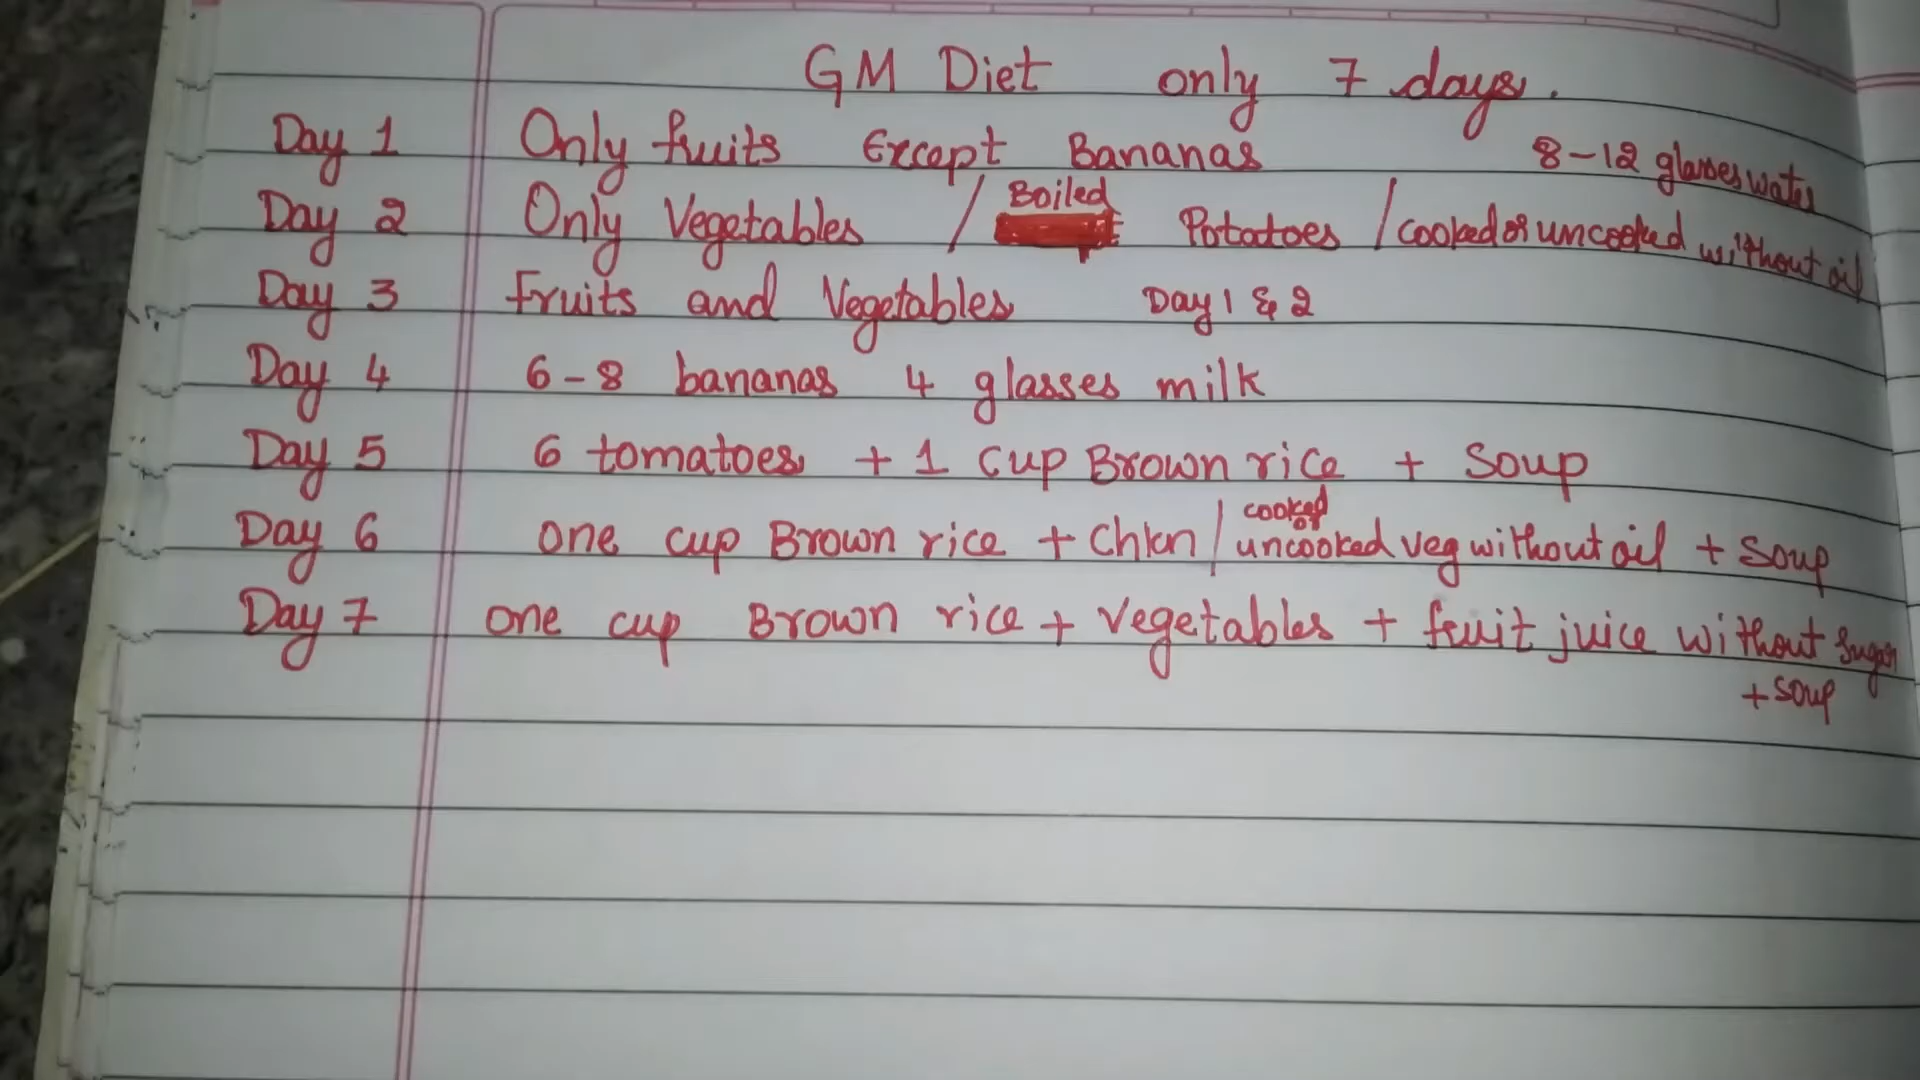 GM Diet only 7 days.
Day 1 Only fruits Except Bananas 8-12 glasses water
Day 2 Only Vegetables / Boiled Potatoes / cooked or uncooked without oil
Day 3 Fruits and Vegetables Day 1 & 2
Day 4 6-8 bananas 4 glasses milk
Day 5 6 tomatoes + 1 cup Brown rice + Soup
Day 6 one cup Brown rice + Chkn / cooked or uncooked veg without oil + Soup
Day 7 one cup Brown rice + Vegetables + fruit juice without Sugar
+ Soup